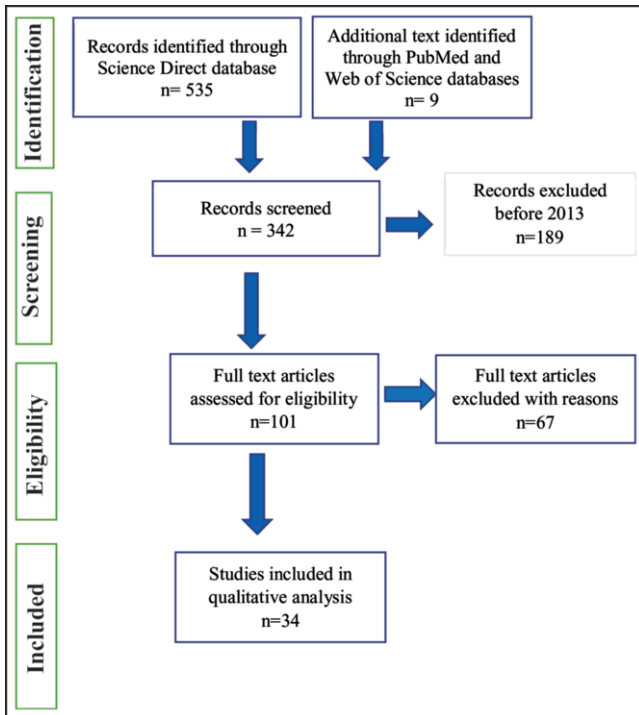 Identification
Records identified through
Science Direct database
n= 535
Additional text identified
through PubMed and
Web of Science databases
n= 9
Screening
Records screened
n = 342
Records excluded
before 2013
n=189
Eligibility
Full text articles
assessed for eligibility
n=101
Full text articles
excluded with reasons
n=67
Included
Studies included in
qualitative analysis
n=34